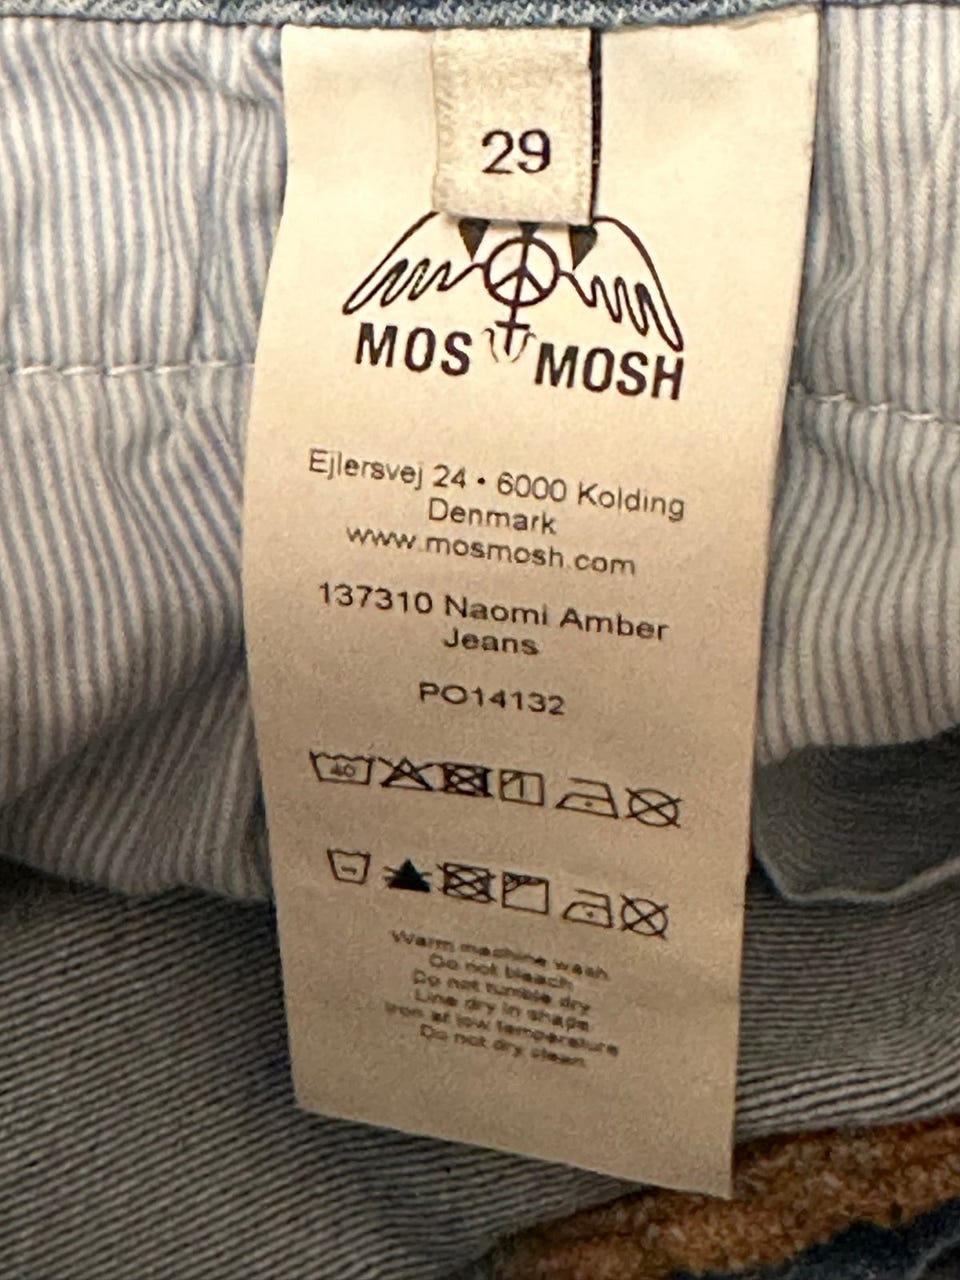 29
MOS MOSH
Ejlersvej 24 • 6000 Kolding
Denmark
www.mosmosh.com
137310 Naomi Amber
Jeans
PO14132
40
Warm machine wash
Do not bleach
Do not tumble dry
Line dry in shape
Iron at low temperature
Do not dry clean